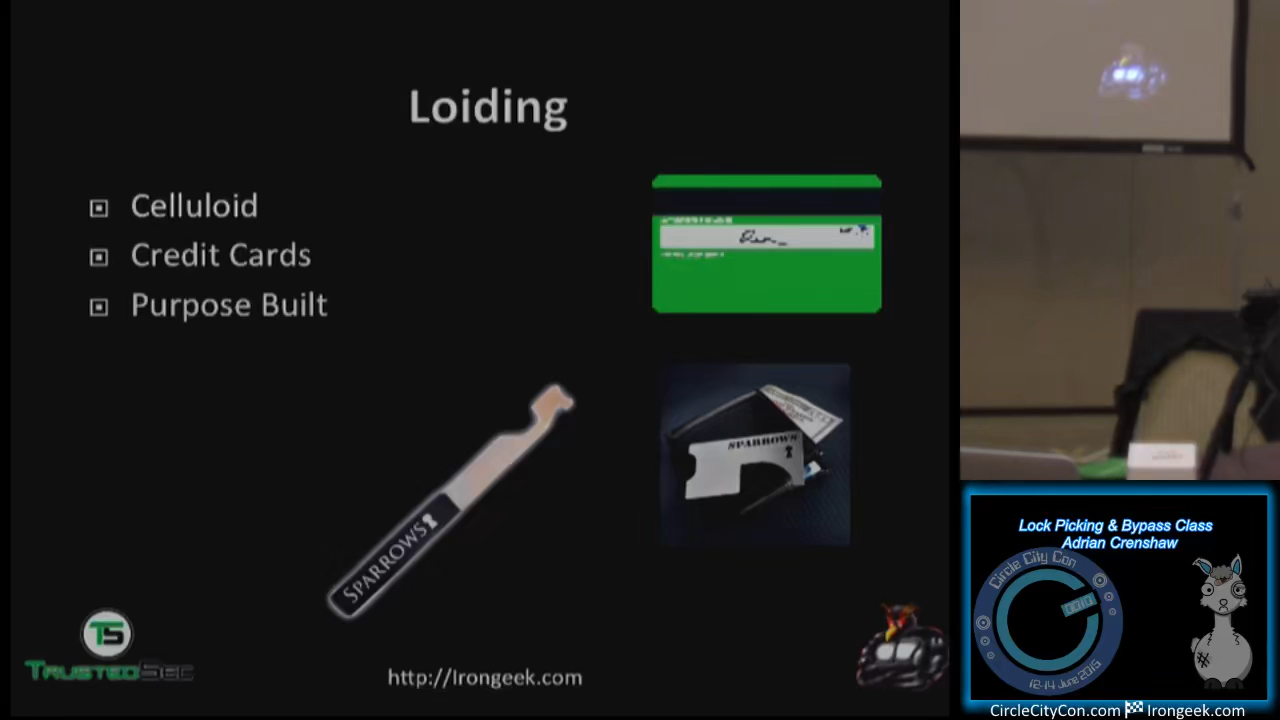 Loiding
Celluloid
Credit Cards
Purpose Built
SPARROWS
SPARROWS
TS
TRUSTEDSEC
http://Irongeek.com
Lock Picking & Bypass Class
Adrian Crenshaw
Circle City Con
12-14 June 2015
CircleCityCon.com Irongeek.com